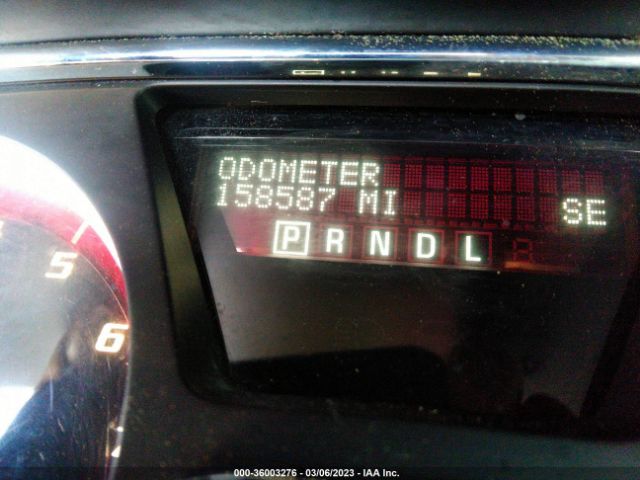 ODOMETER
158587 MI SE
P R N D L
5
6
000-36003276 - 03/06/2023 - IAA Inc.